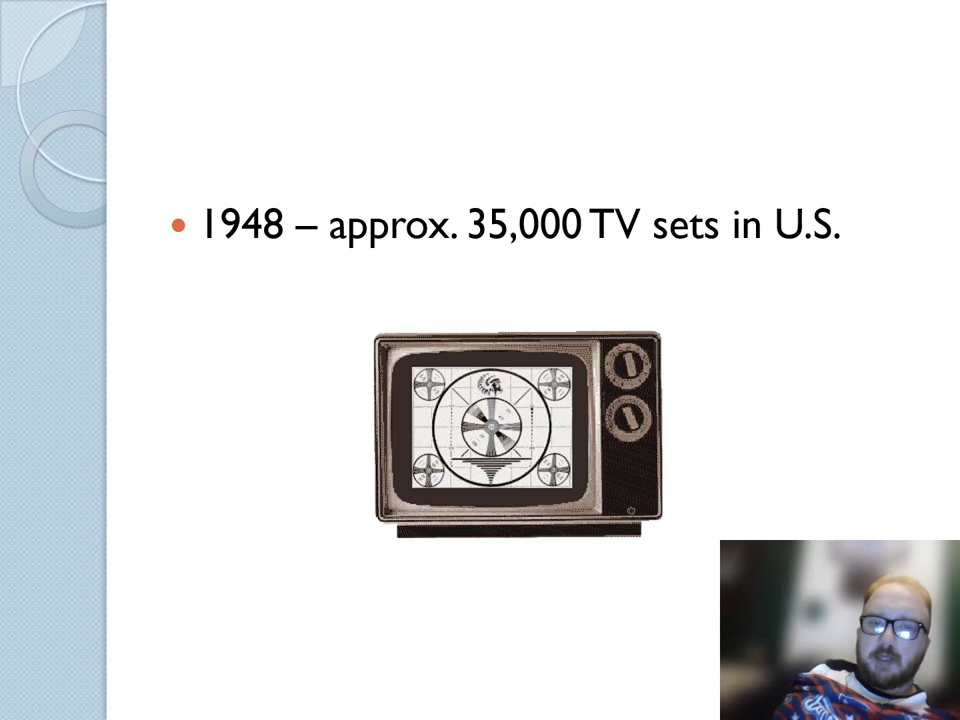 1948 – approx. 35,000 TV sets in U.S.